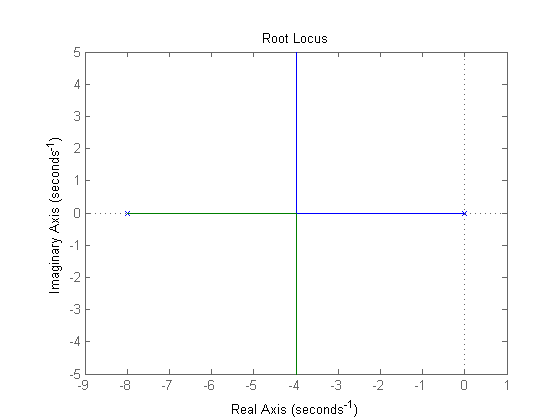 Root Locus
5
4
3
2
1
0
-1
-2
-3
-4
-5
Imaginary Axis (seconds⁻¹)
-9 -8 -7 -6 -5 -4 -3 -2 -1 0 1
Real Axis (seconds⁻¹)